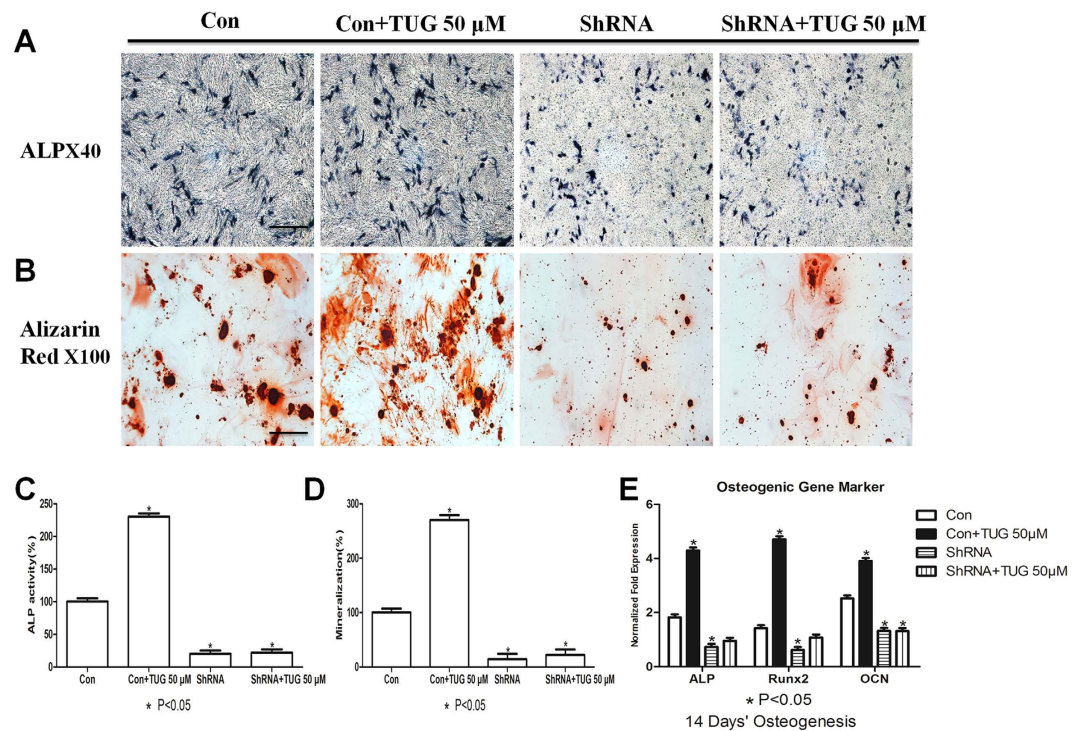 Con Con+TUG 50 µM ShRNA ShRNA+TUG 50 µM
A
ALPX40
B
Alizarin
Red X100
C
ALP activity(%)
250
200
150
100
50
0
Con Con+TUG 50 µM ShRNA ShRNA+TUG 50 µM
* P<0.05
* * *
D
Mineralization(%)
300
200
100
0
Con Con+TUG 50 µM ShRNA ShRNA+TUG 50 µM
* P<0.05
* * *
E
Osteogenic Gene Marker
Normalized Fold Expression
6
4
2
0
* * * * * * *
ALP Runx2 OCN
* P<0.05
14 Days' Osteogenesis
Con
Con+TUG 50µM
ShRNA
ShRNA+TUG 50µM